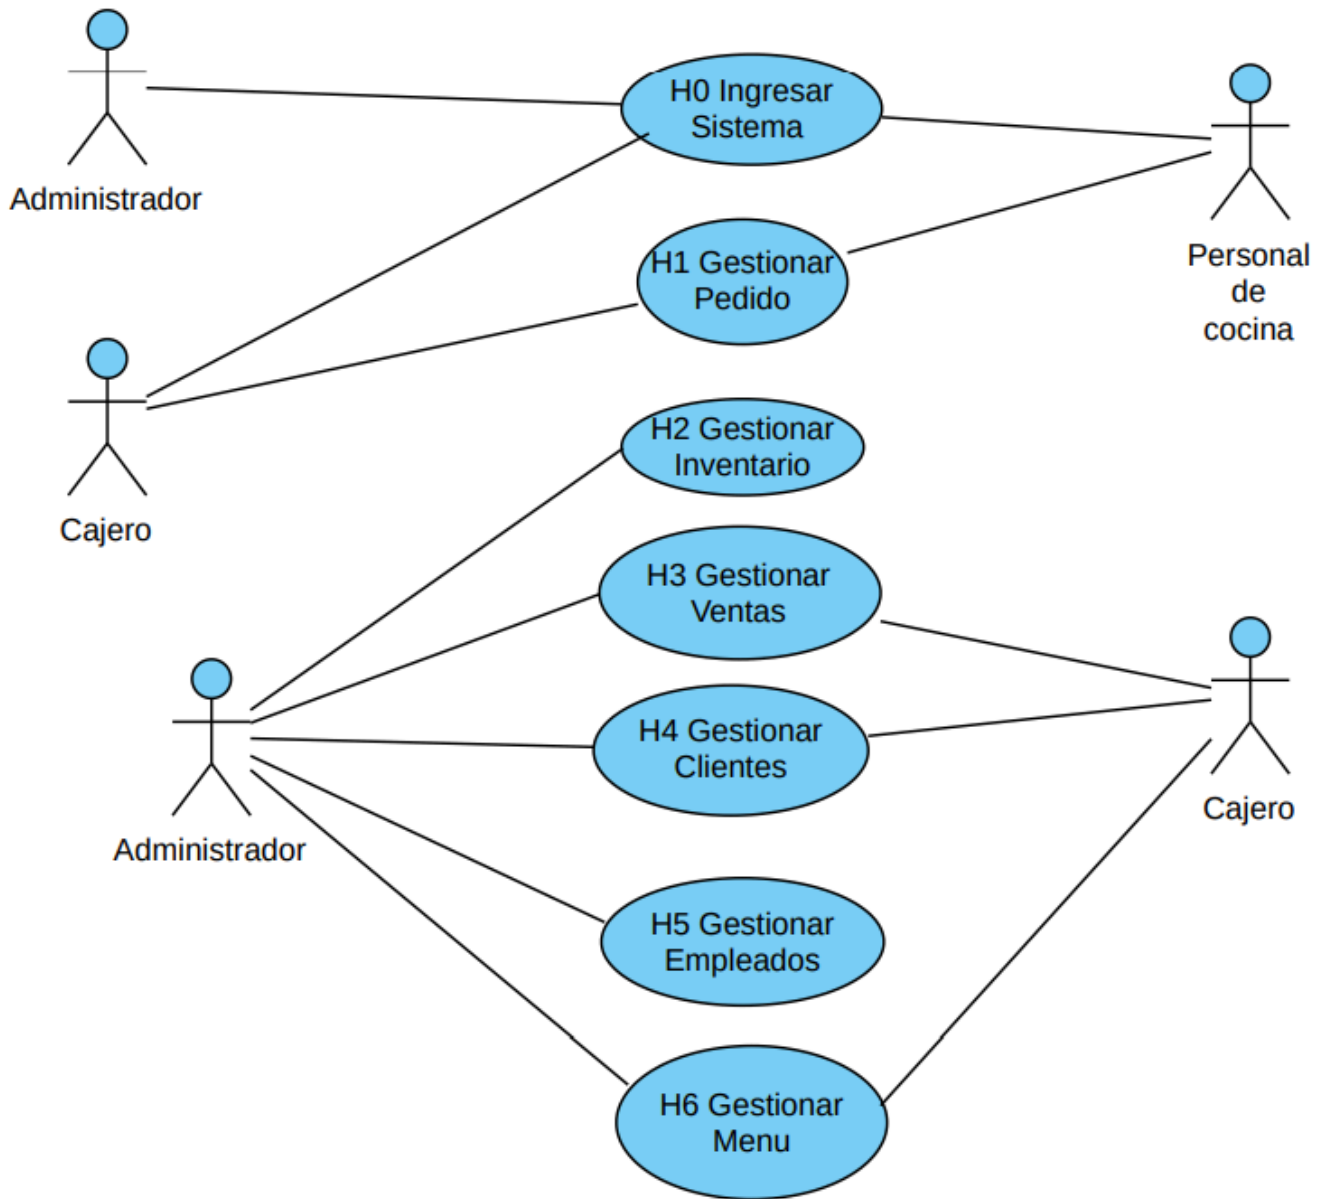 H0 Ingresar
Sistema
Administrador
H1 Gestionar
Pedido
Personal
de
cocina
Cajero
H2 Gestionar
Inventario
H3 Gestionar
Ventas
H4 Gestionar
Clientes
Administrador
Cajero
H5 Gestionar
Empleados
H6 Gestionar
Menu